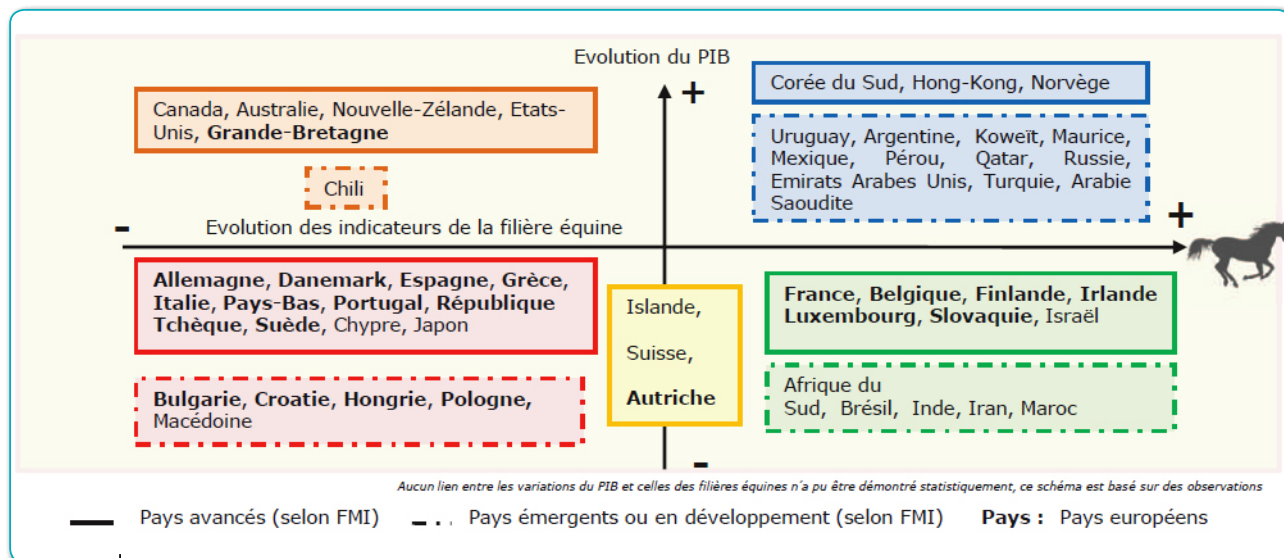 Evolution du PIB
+
Canada, Australie, Nouvelle-Zélande, Etats-
Unis, Grande-Bretagne
Chili
Corée du Sud, Hong-Kong, Norvège
Uruguay, Argentine, Koweït, Maurice,
Mexique, Pérou, Qatar, Russie,
Emirats Arabes Unis, Turquie, Arabie
Saoudite
-
Evolution des indicateurs de la filière équine
+
Allemagne, Danemark, Espagne, Grèce,
Italie, Pays-Bas, Portugal, République
Tchèque, Suède, Chypre, Japon
Bulgarie, Croatie, Hongrie, Pologne,
Macédoine
Islande,
Suisse,
Autriche
France, Belgique, Finlande, Irlande
Luxembourg, Slovaquie, Israël
Afrique du
Sud, Brésil, Inde, Iran, Maroc
-
Aucun lien entre les variations du PIB et celles des filières équines n'a pu être démontré statistiquement, ce schéma est basé sur des observations
Pays avancés (selon FMI)
Pays émergents ou en développement (selon FMI)
Pays : Pays européens